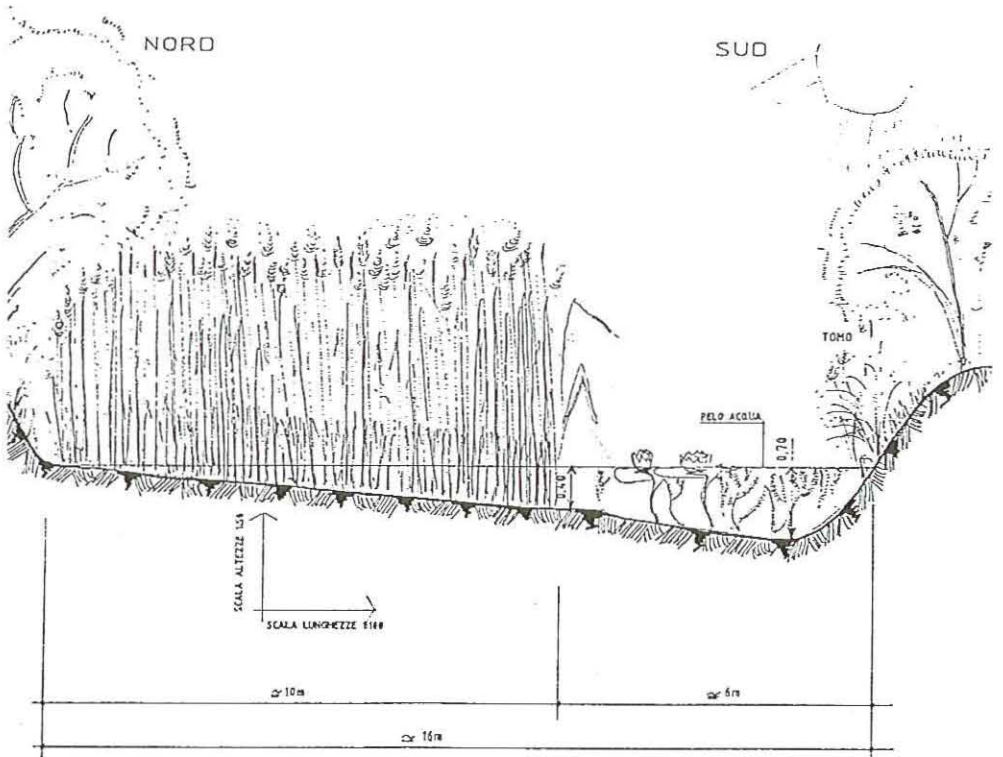 NORD
SUD
TOMO
PELO ACQUA
0.70
0.40
SCALA ALTEZZE 1:50
SCALA LUNGHEZZE 1:100
≃ 10m
≃ 6m
≃ 16m